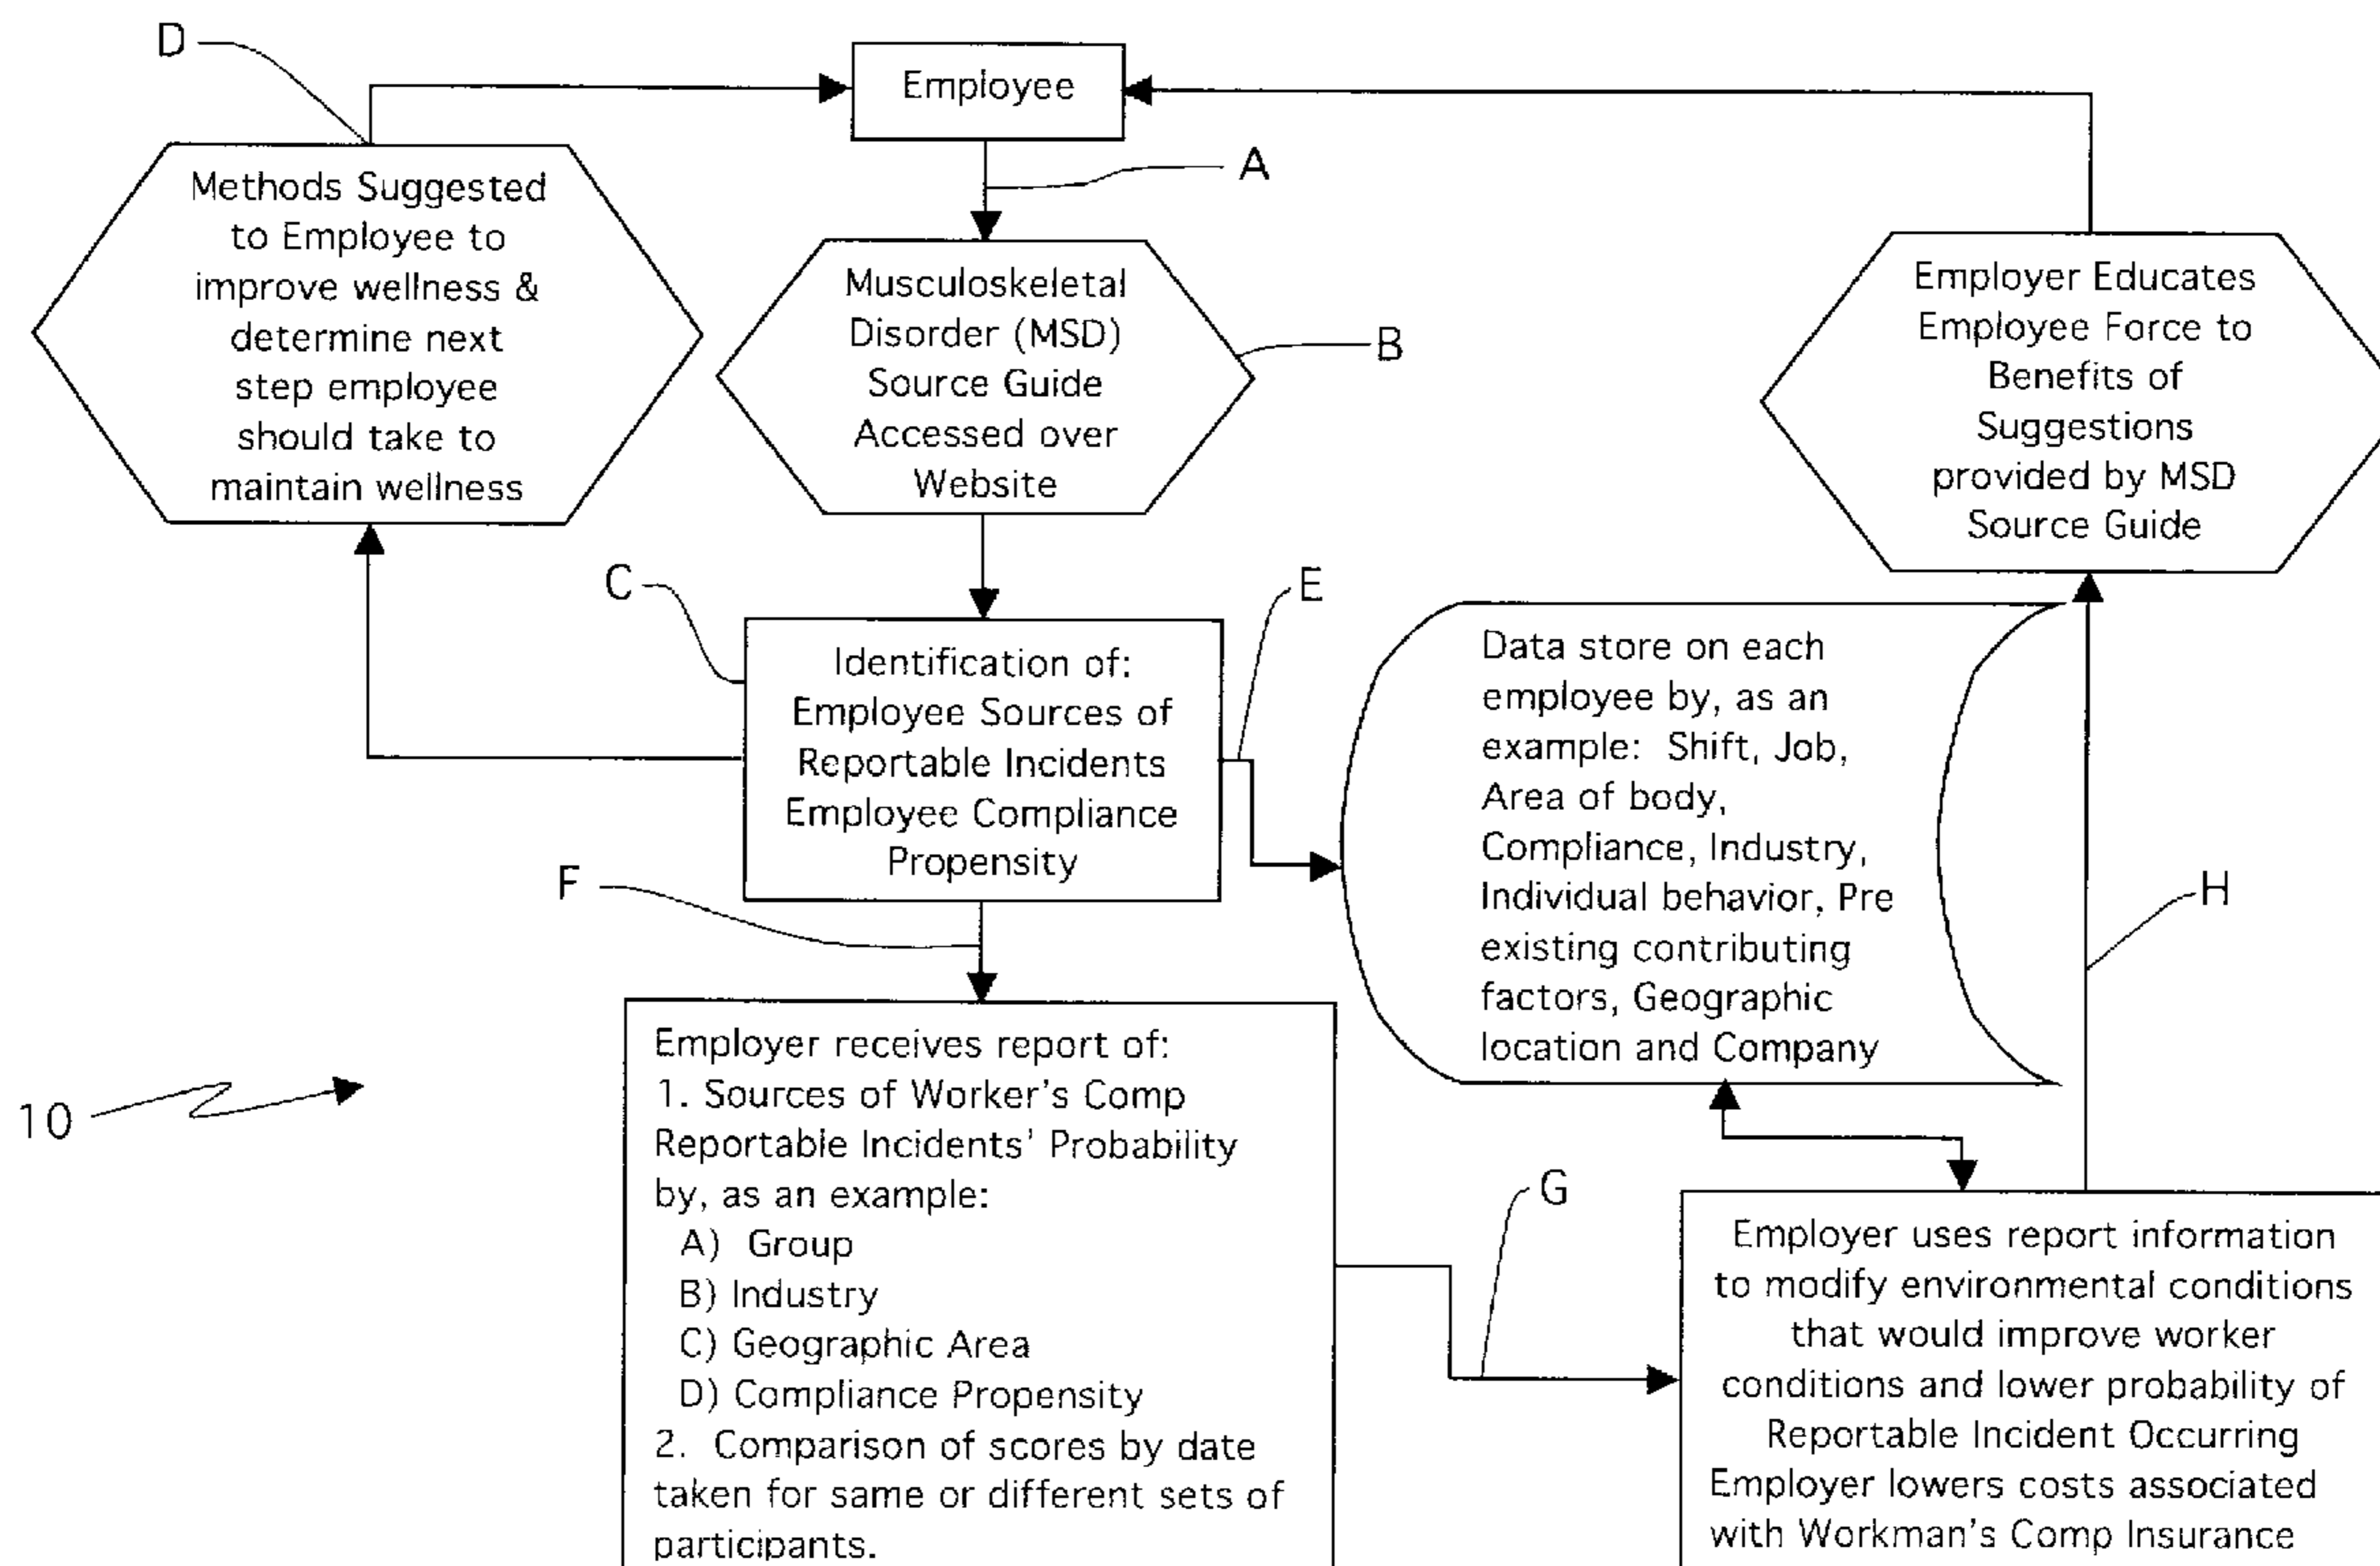 D
Employee
A
Methods Suggested
to Employee to
improve wellness &
determine next
step employee
should take to
maintain wellness
Musculoskeletal
Disorder (MSD)
Source Guide
Accessed over
Website
B
Employer Educates
Employee Force to
Benefits of
Suggestions
provided by MSD
Source Guide
C
Identification of:
Employee Sources of
Reportable Incidents
Employee Compliance
Propensity
E
Data store on each
employee by, as an
example: Shift, Job,
Area of body,
Compliance, Industry,
Individual behavior, Pre
existing contributing
factors, Geographic
location and Company
F
H
10
Employer receives report of:
1. Sources of Worker's Comp
Reportable Incidents' Probability
by, as an example:
A) Group
B) Industry
C) Geographic Area
D) Compliance Propensity
2. Comparison of scores by date
taken for same or different sets of
participants.
G
Employer uses report information
to modify environmental conditions
that would improve worker
conditions and lower probability of
Reportable Incident Occurring
Employer lowers costs associated
with Workman's Comp Insurance